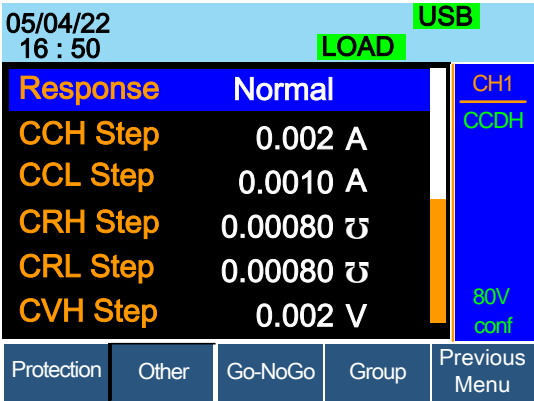 05/04/22
16 : 50
USB
LOAD
Response Normal
CCH Step 0.002 A
CCL Step 0.0010 A
CRH Step 0.00080 ℧
CRL Step 0.00080 ℧
CVH Step 0.002 V
CH1
CCDH
80V
conf
Protection Other Go-NoGo Group Previous Menu